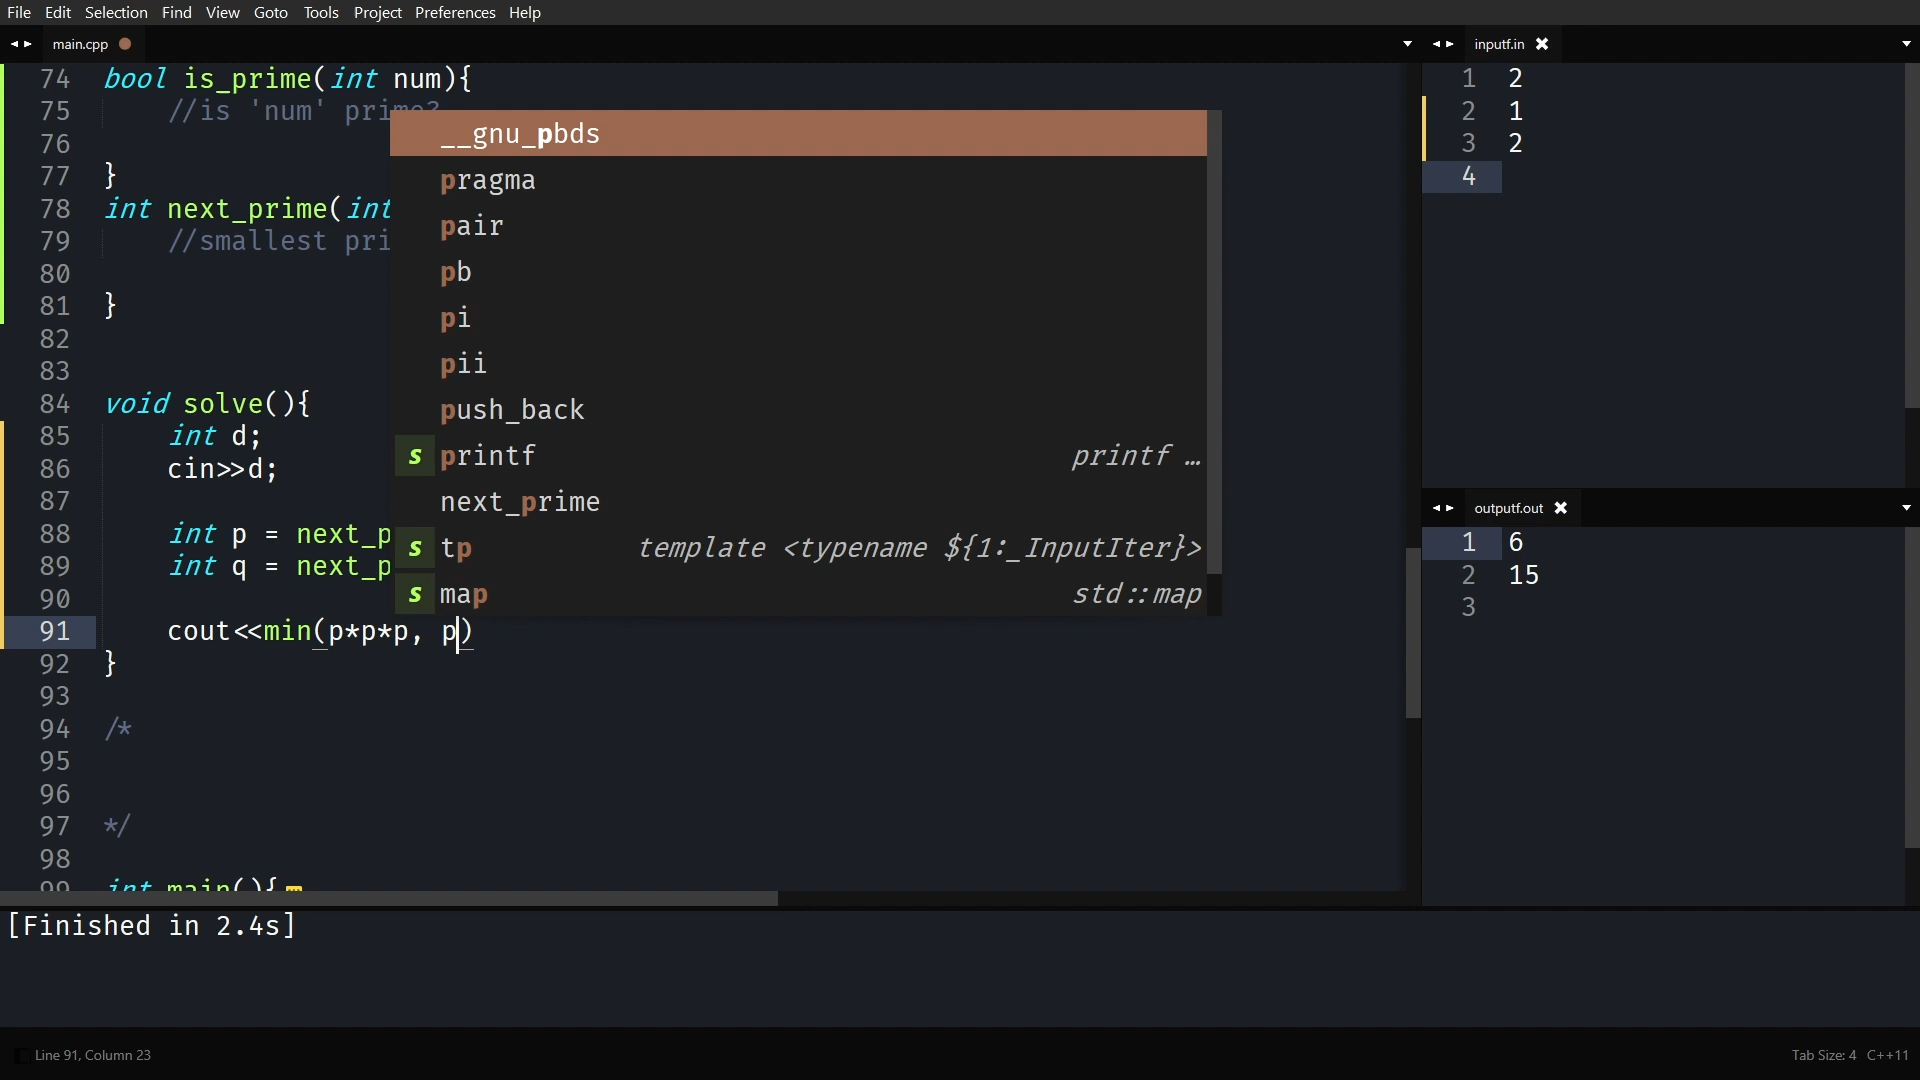 File Edit Selection Find View Goto Tools Project Preferences Help
main.cpp
74 bool is_prime(int num){
75 //is 'num' prime?
76
77 }
78 int next_prime(int
79 //smallest pri
80
81 }
82
83
84 void solve(){
85 int d;
86 cin>>d;
87
88 int p = next_p
89 int q = next_p
90
91 cout<<min(p*p*p, p)
92 }
93
94 /*
95
96
97 */
98
99 int main(){
__gnu_pbds
pragma
pair
pb
pi
pii
push_back
s printf printf …
next_prime
s tp template <typename ${1:_InputIter}>
s map std::map
inputf.in
1 2
2 1
3 2
4
outputf.out
1 6
2 15
3
[Finished in 2.4s]
Line 91, Column 23
Tab Size: 4 C++11